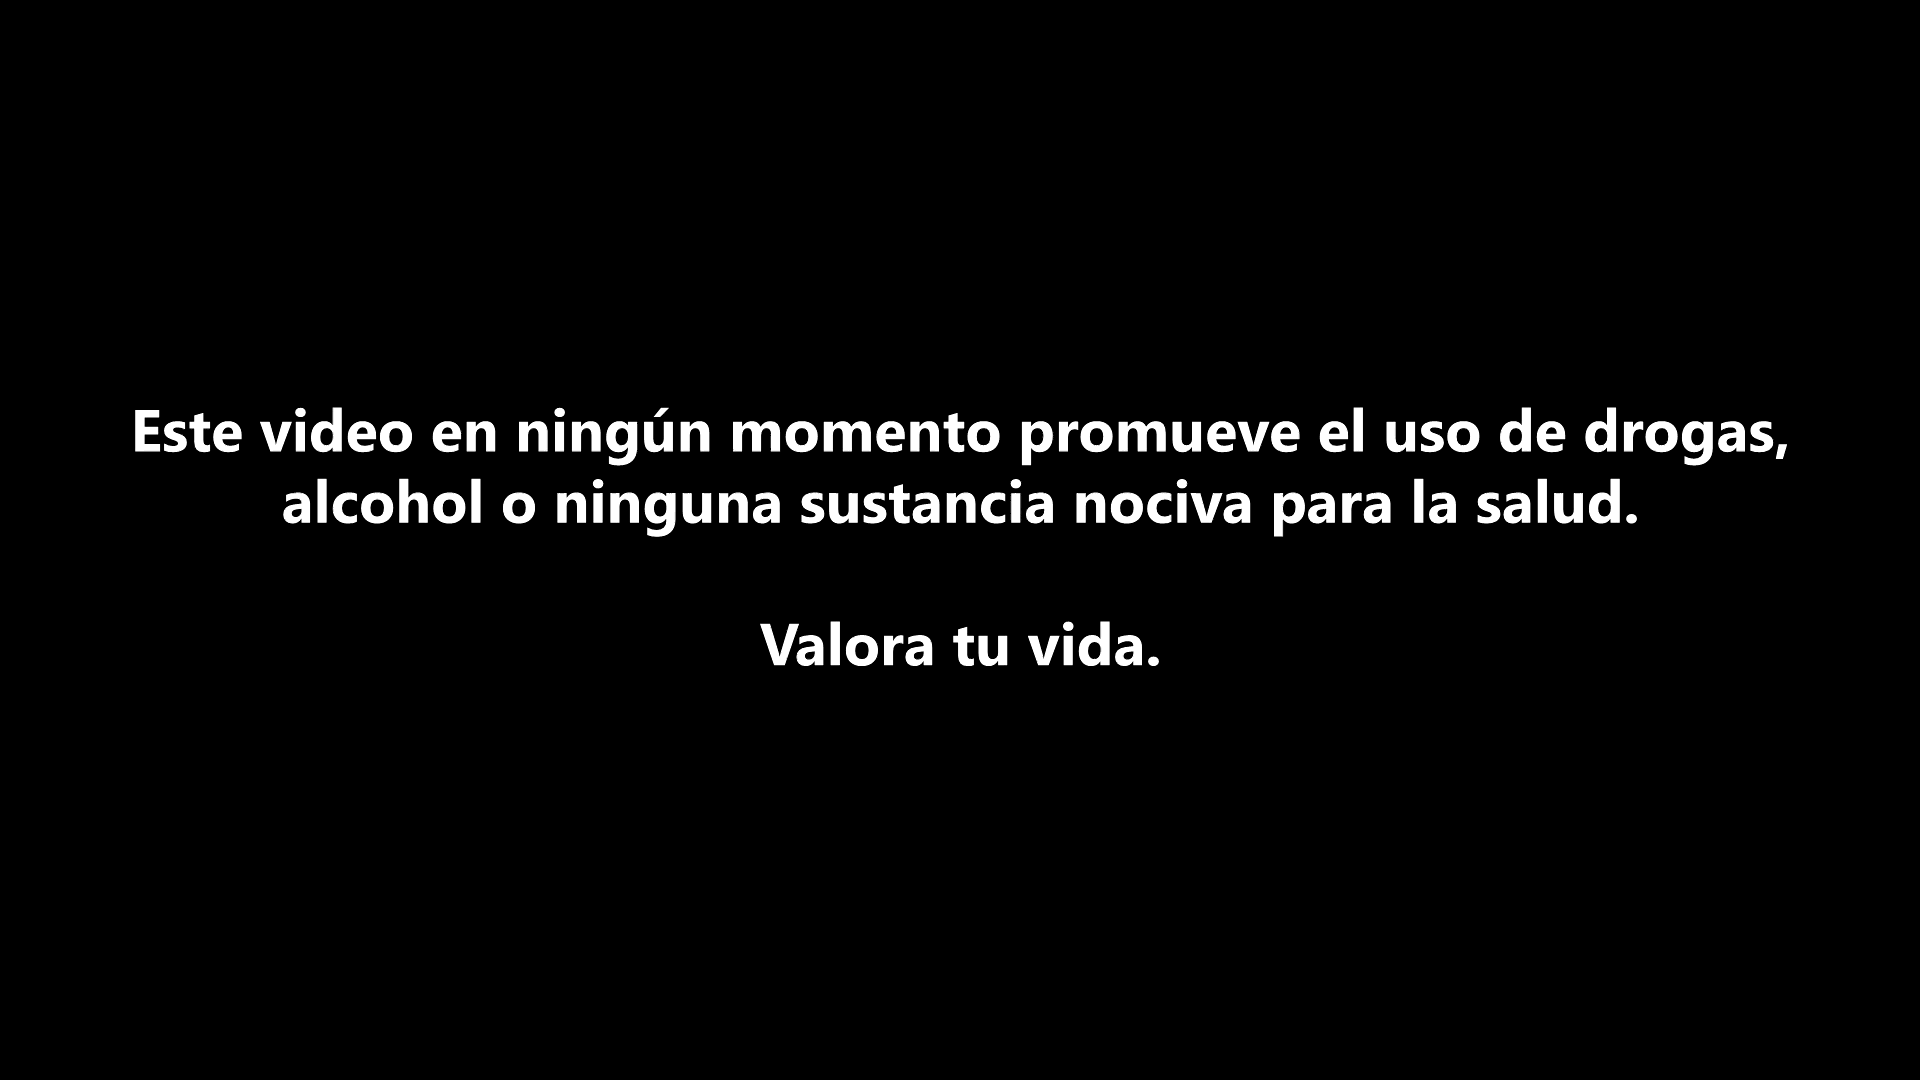 Este video en ningún momento promueve el uso de drogas,
alcohol o ninguna sustancia nociva para la salud.
Valora tu vida.